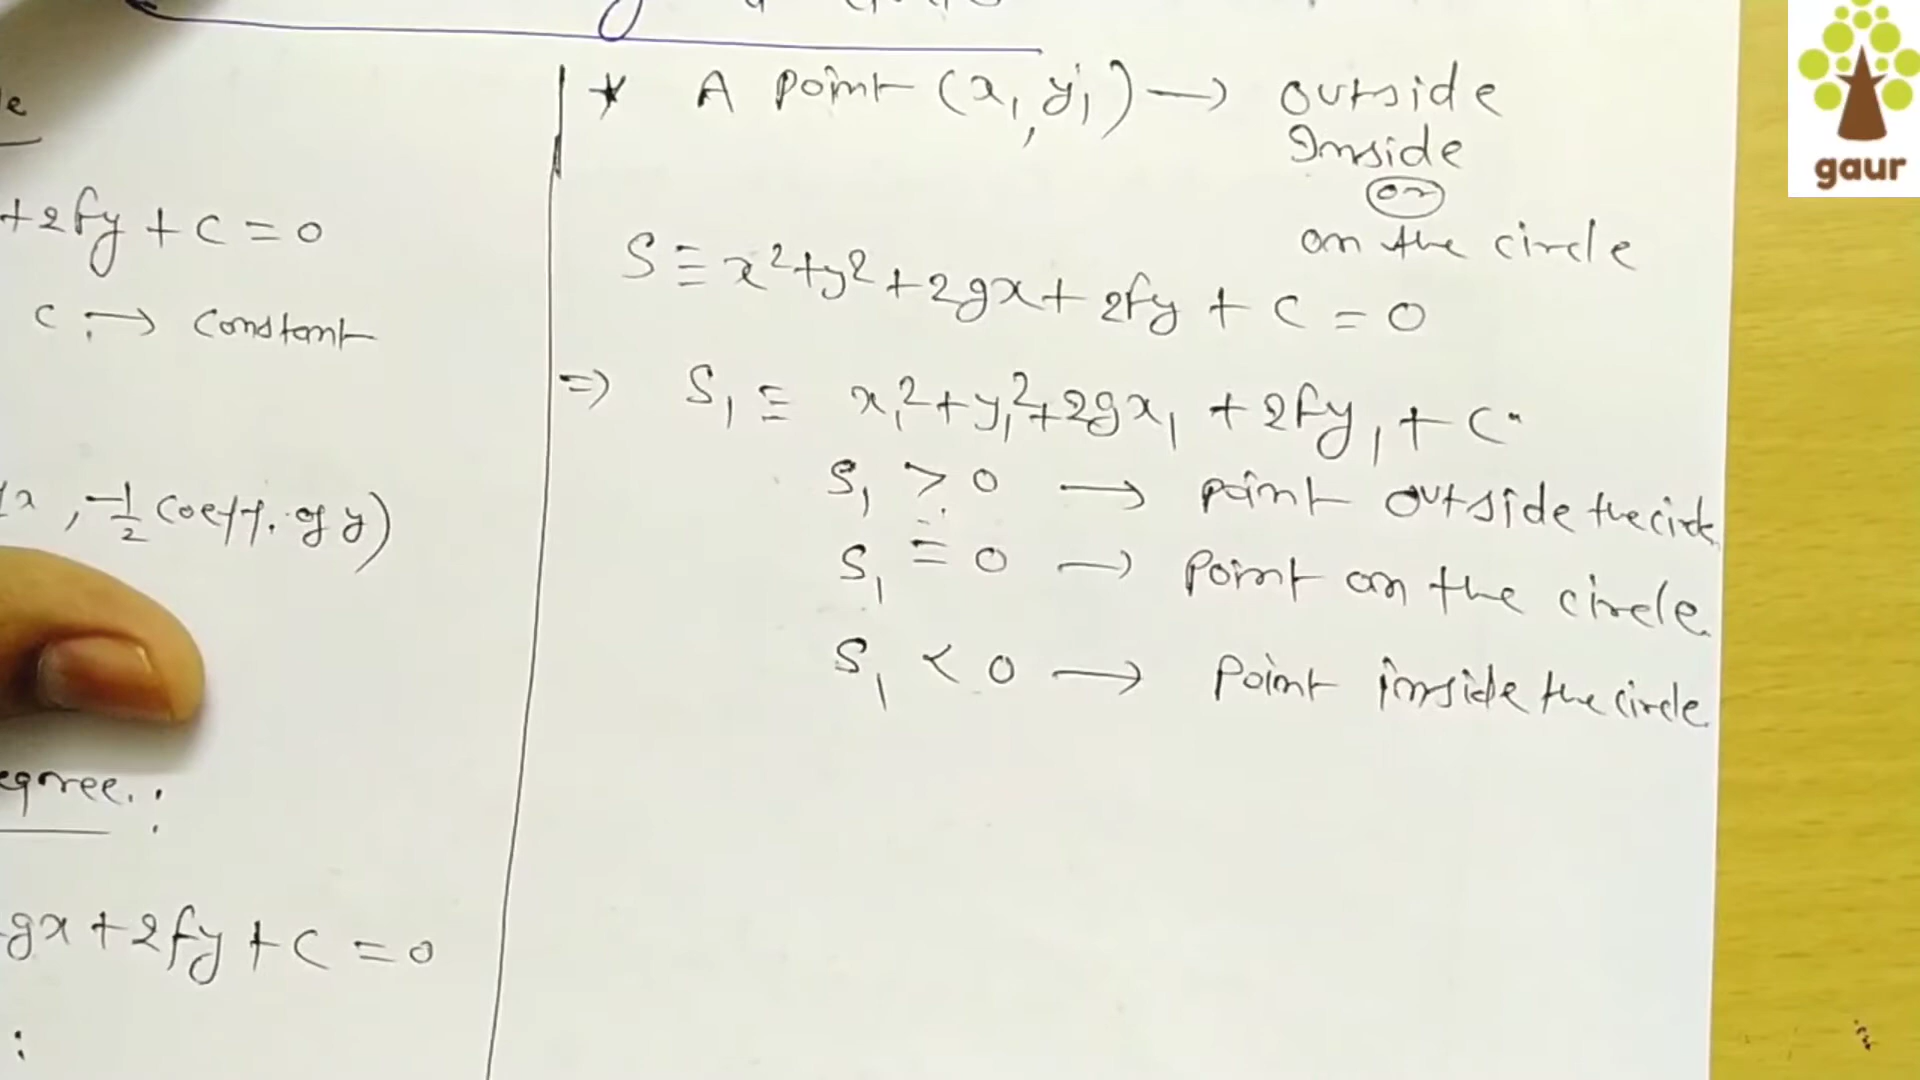 +2fy + C = 0
C → Constant
, -1/2 Coeff. of y)
egree. :
gx + 2fy + C = 0
:
* A Point (x₁, y₁) → outside
Inside
or
on the circle
S ≡ x² + y² + 2gx + 2fy + C = 0
⇒ S₁ ≡ x₁² + y₁² + 2gx₁ + 2fy₁ + C
S₁ > 0 → Point outside the circle
S₁ = 0 → Point on the circle.
S₁ < 0 → Point inside the circle
gaur